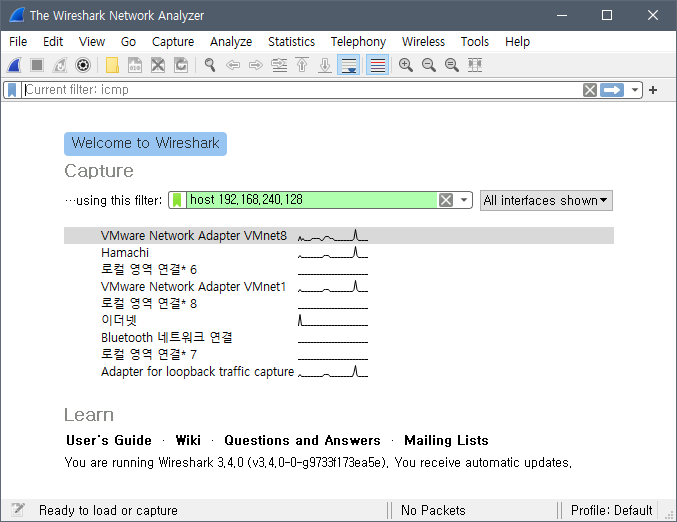 The Wireshark Network Analyzer
File Edit View Go Capture Analyze Statistics Telephony Wireless Tools Help
Current filter: icmp
Welcome to Wireshark
Capture
…using this filter: host 192.168.240.128 All interfaces shown
VMware Network Adapter VMnet8
Hamachi
로컬 영역 연결* 6
VMware Network Adapter VMnet1
로컬 영역 연결* 8
이더넷
Bluetooth 네트워크 연결
로컬 영역 연결* 7
Adapter for loopback traffic capture
Learn
User's Guide · Wiki · Questions and Answers · Mailing Lists
You are running Wireshark 3.4.0 (v3.4.0-0-g9733f173ea5e). You receive automatic updates.
Ready to load or capture No Packets Profile: Default